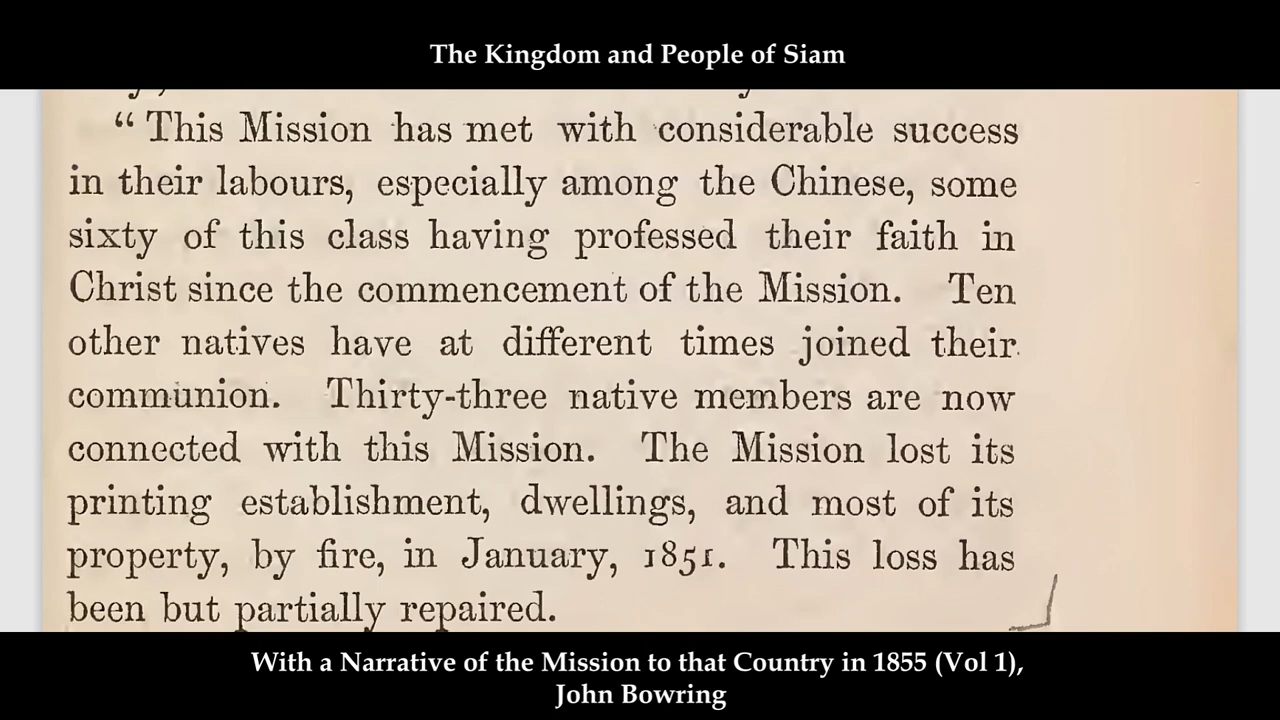 The Kingdom and People of Siam
“ This Mission has met with considerable success
in their labours, especially among the Chinese, some
sixty of this class having professed their faith in
Christ since the commencement of the Mission. Ten
other natives have at different times joined their
communion. Thirty-three native members are now
connected with this Mission. The Mission lost its
printing establishment, dwellings, and most of its
property, by fire, in January, 1851. This loss has
been but partially repaired.
With a Narrative of the Mission to that Country in 1855 (Vol 1),
John Bowring